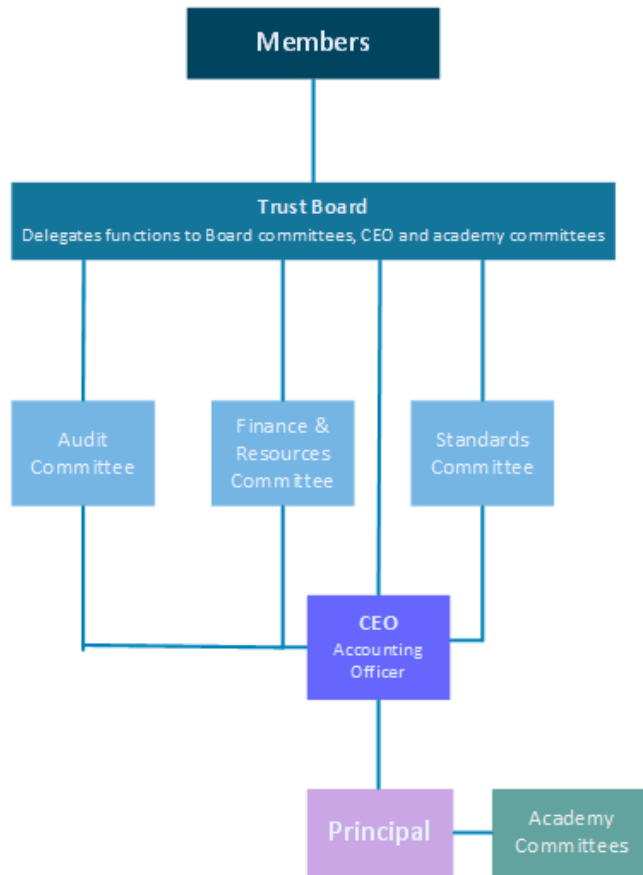 Members
Trust Board
Delegates functions to Board committees, CEO and academy committees
Audit
Committee
Finance &
Resources
Committee
Standards
Committee
CEO
Accounting
Officer
Principal
Academy
Committees